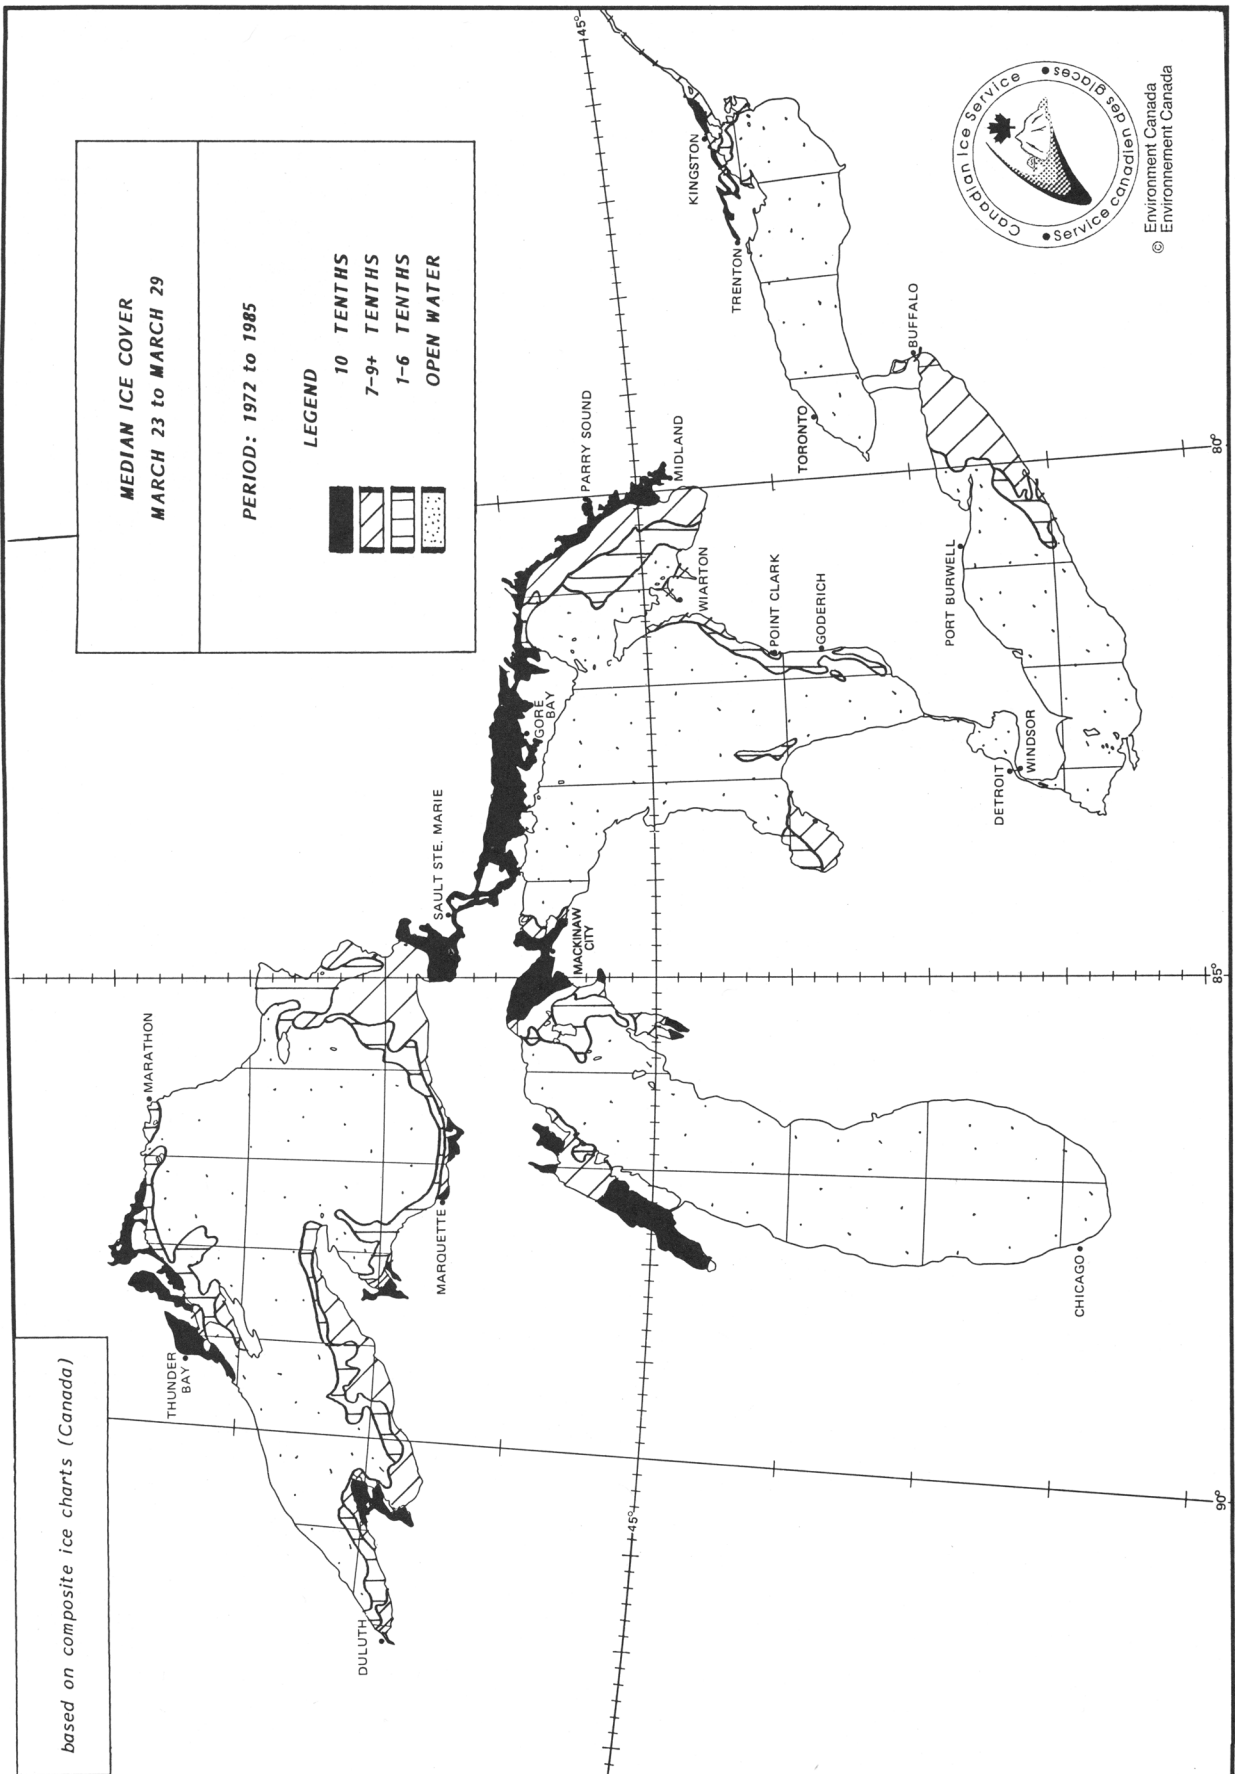 MEDIAN ICE COVER
MARCH 23 to MARCH 29
PERIOD: 1972 to 1985
LEGEND
10 TENTHS
7-9+ TENTHS
1-6 TENTHS
OPEN WATER
based on composite ice charts (Canada)
THUNDER
BAY
MARATHON
DULUTH
MARQUETTE
SAULT STE. MARIE
MACKINAW
CITY
GORE
BAY
PARRY SOUND
MIDLAND
WIARTON
POINT CLARK
GODERICH
KINGSTON
TRENTON
TORONTO
BUFFALO
PORT BURWELL
WINDSOR
DETROIT
CHICAGO
45°
45°
90°
85°
80°
Canadian Ice Service
Service canadien des glaces
© Environment Canada
Environnement Canada